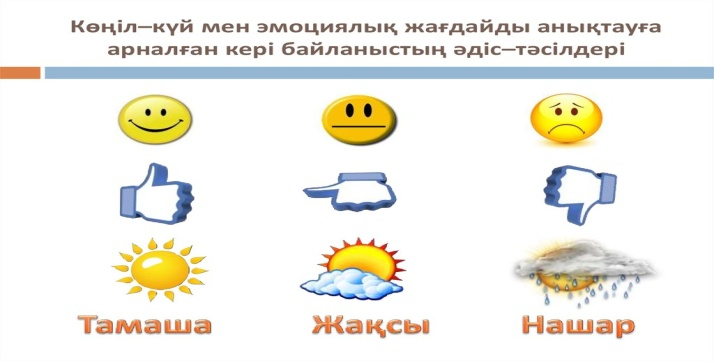 Көңіл–күй мен эмоциялық жағдайды анықтауға
арналған кері байланыстың әдіс–тәсілдері
Тамаша Жақсы Нашар